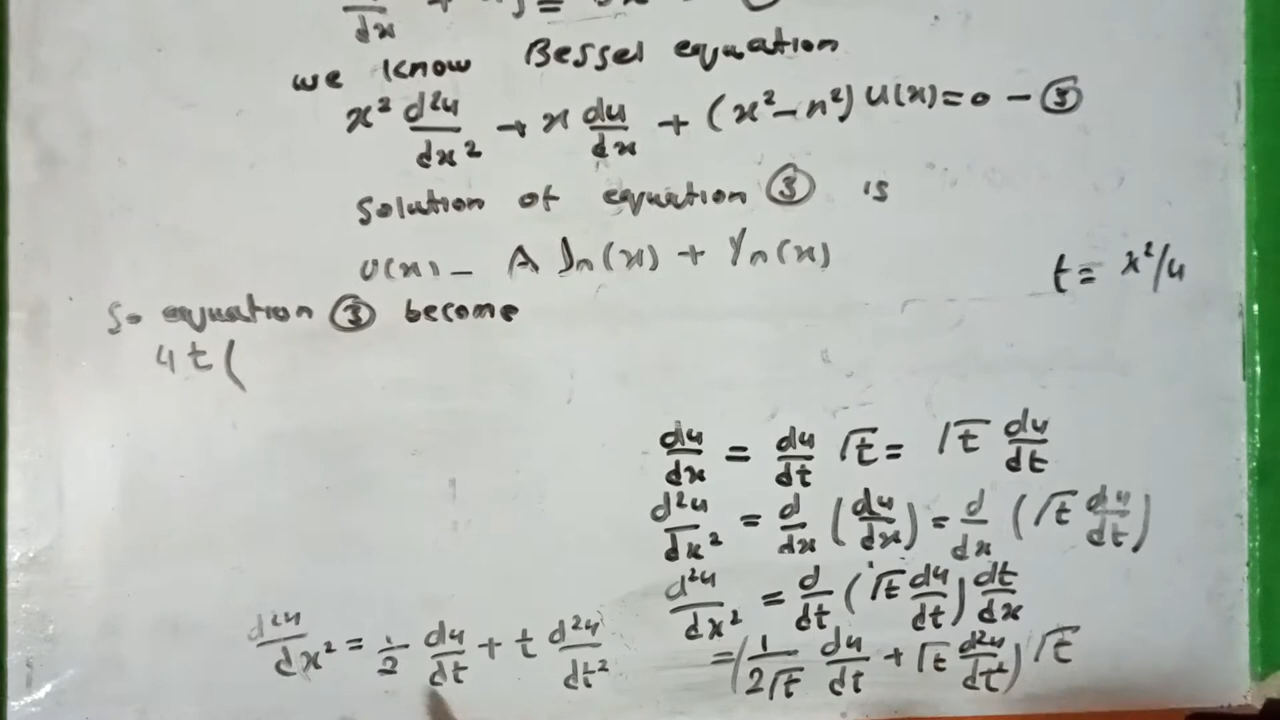 dx
we know Bessel equation
x² d²u/dx² + x du/dx + (x² - n²) u(x) = 0 - ③
Solution of equation ③ is
u(x) - A Jn(x) + Yn(x)
t = x²/4
So equation ③ become
4t (
du/dx = du/dt √t = √t du/dt
d²u/dx² = d/dx (du/dx) = d/dx (√t du/dt)
d²u/dx² = d/dt (√t du/dt) dt/dx
= (1/2√t du/dt + √t d²u/dt²) √t
d²u/dx² = 1/2 du/dt + t d²u/dt²